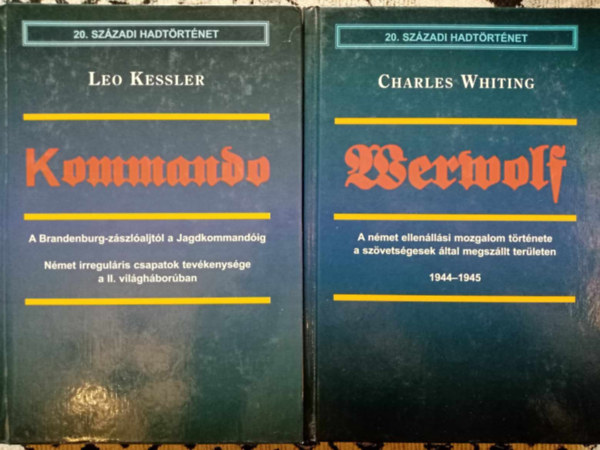 20. SZÁZADI HADTÖRTÉNET
LEO KESSLER
Kommando
A Brandenburg-zászlóaljtól a Jagdkommandóig
Német irreguláris csapatok tevékenysége
a II. világháborúban
20. SZÁZADI HADTÖRTÉNET
CHARLES WHITING
Werwolf
A német ellenállási mozgalom története
a szövetségesek által megszállt területen
1944–1945